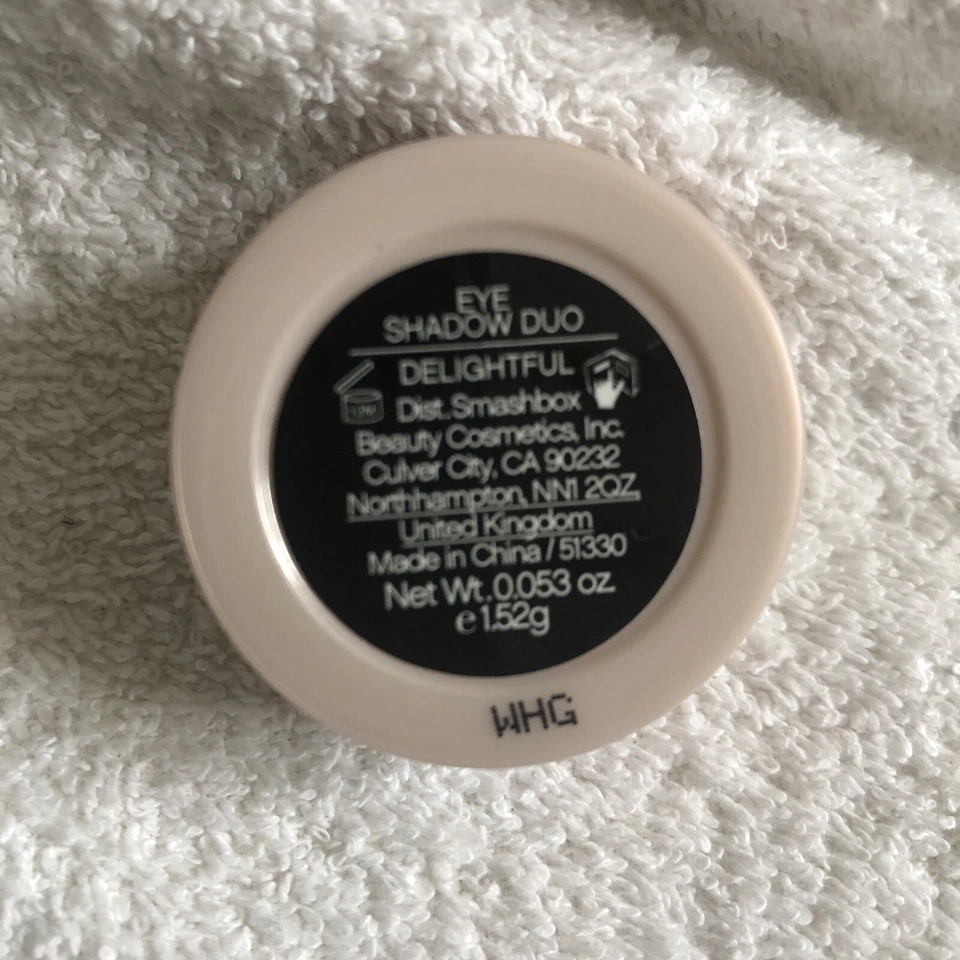 EYE
SHADOW DUO
DELIGHTFUL
Dist. Smashbox
Beauty Cosmetics, Inc.
Culver City, CA 90232
Northhampton, NN1 2QZ
United Kingdom
Made in China / 51330
Net Wt. 0.053 oz.
e 1.52g
WHG